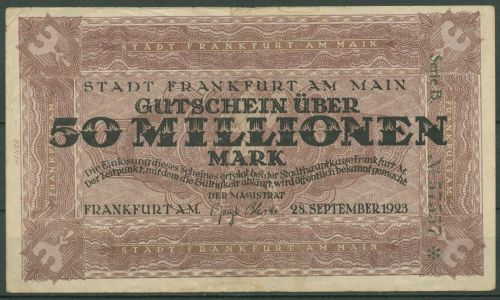 STADT FRANKFURT AM MAIN
STADT FRANKFURT AM MAIN
GUTSCHEIN ÜBER
50 MILLIONEN
MARK
Die Einlösung dieses Scheines erfolgt bei der Stadthauptkasse Frankfurt M.
Der Zeitpunkt, mit dem die Gültigkeit abläuft, wird öffentlich bekannt gemacht.
DER MAGISTRAT
FRANKFURT A.M. 28. SEPTEMBER 1923
STADT FRANKFURT AM MAIN
Serie B.